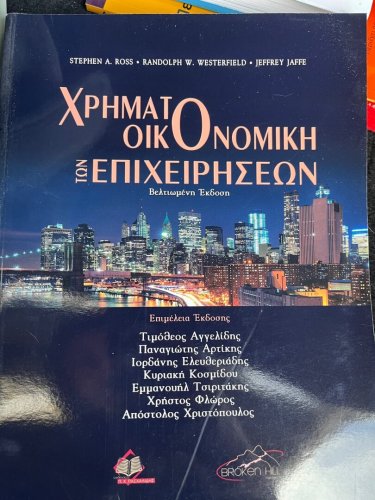 STEPHEN A. ROSS • RANDOLPH W. WESTERFIELD • JEFFREY JAFFE
ΧΡΗΜΑΤ
ΟΙΚΟΝΟΜΙΚΗ
ΤΩΝ ΕΠΙΧΕΙΡΗΣΕΩΝ
Βελτιωμένη Έκδοση
Επιμέλεια Έκδοσης
Τιμόθεος Αγγελίδης
Παναγιώτης Αρτίκης
Ιορδάνης Ελευθεριάδης
Κυριακή Κοσμίδου
Εμμανουήλ Τσιριτάκης
Χρήστος Φλώρος
Απόστολος Χριστόπουλος
Π.Χ. ΠΑΣΧΑΛΙΔΗΣ
BROKEN HILL